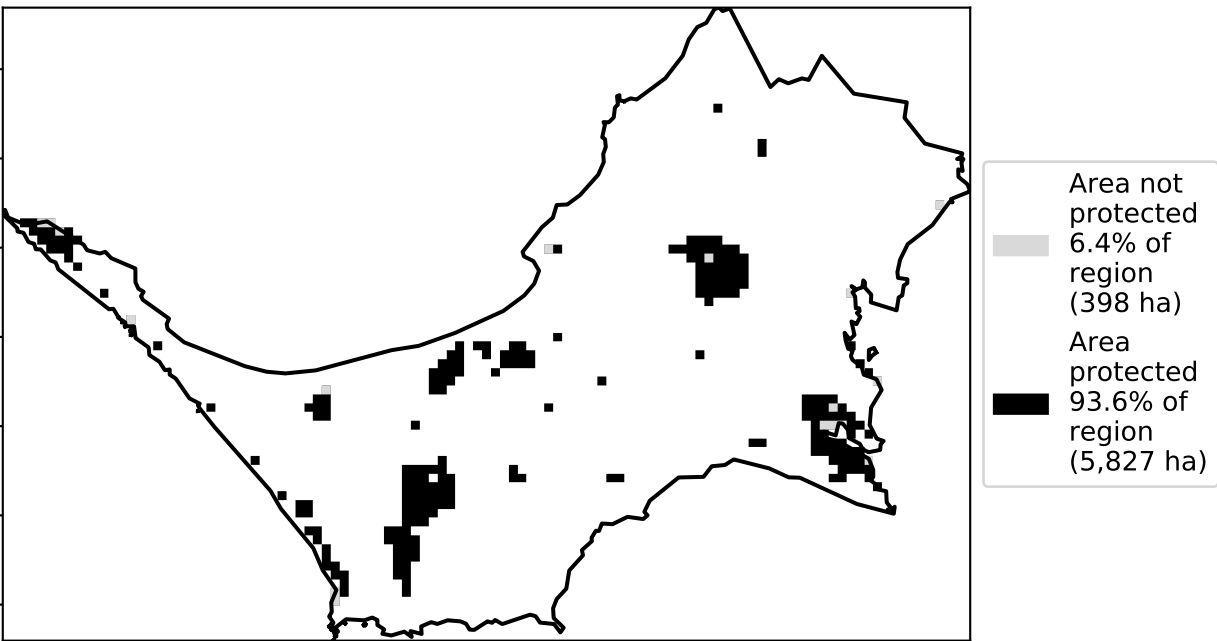 Area not
protected
6.4% of
region
(398 ha)
Area
protected
93.6% of
region
(5,827 ha)